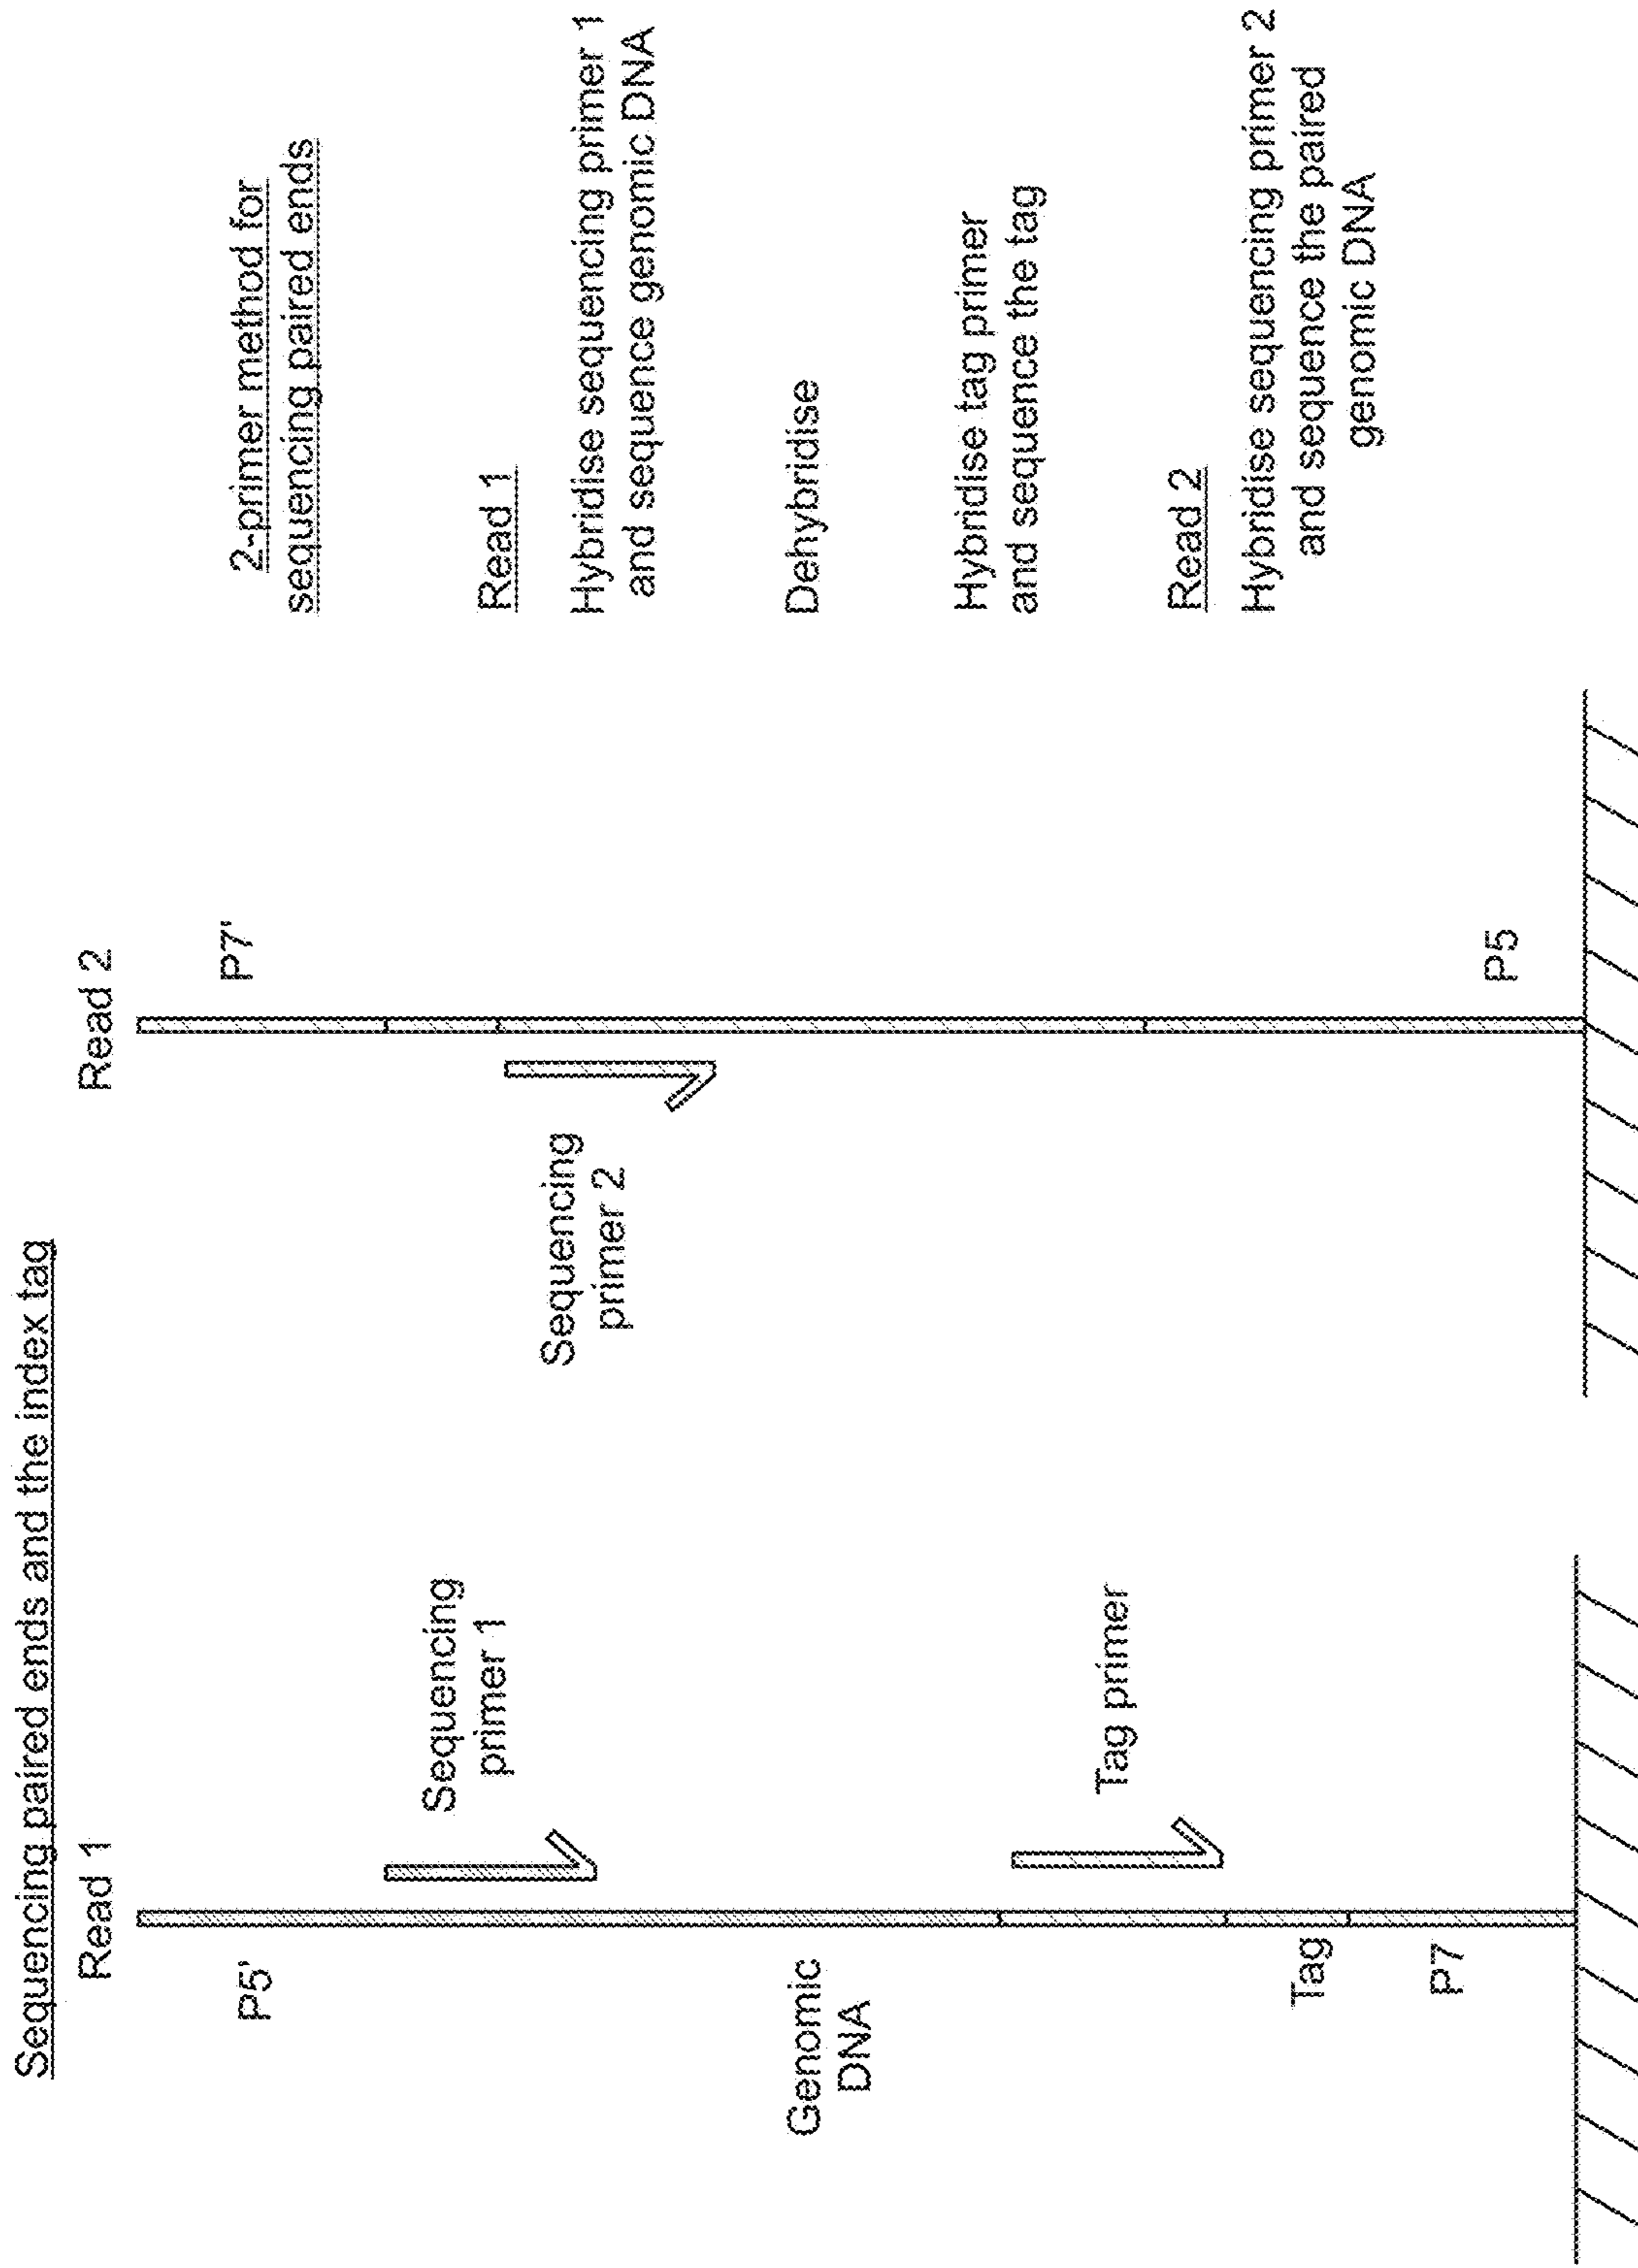 Sequencing paired ends and the index tag
Read 1
P5'
Sequencing
primer 1
Genomic
DNA
Tag primer
Tag
P7
Read 2
P7'
Sequencing
primer 2
P5
2-primer method for
sequencing paired ends
Read 1
Hybridise sequencing primer 1
and sequence genomic DNA
Dehybridise
Hybridise tag primer
and sequence the tag
Read 2
Hybridise sequencing primer 2
and sequence the paired
genomic DNA